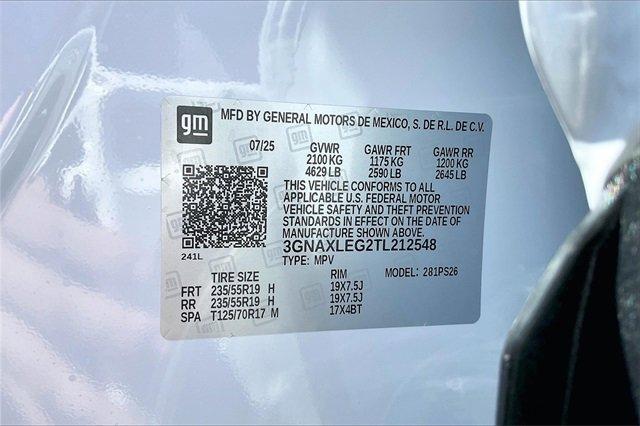 gm MFD BY GENERAL MOTORS DE MEXICO, S. DE R.L. DE C.V.
07/25 GVWR GAWR FRT GAWR RR
2100 KG 1175 KG 1200 KG
4629 LB 2590 LB 2645 LB
THIS VEHICLE CONFORMS TO ALL
APPLICABLE U.S. FEDERAL MOTOR
VEHICLE SAFETY AND THEFT PREVENTION
STANDARDS IN EFFECT ON THE DATE OF
MANUFACTURE SHOWN ABOVE.
241L 3GNAXLEG2TL212548
TYPE: MPV MODEL: 281PS26
TIRE SIZE RIM
FRT 235/55R19 H 19X7.5J
RR 235/55R19 H 19X7.5J
SPA T125/70R17 M 17X4BT